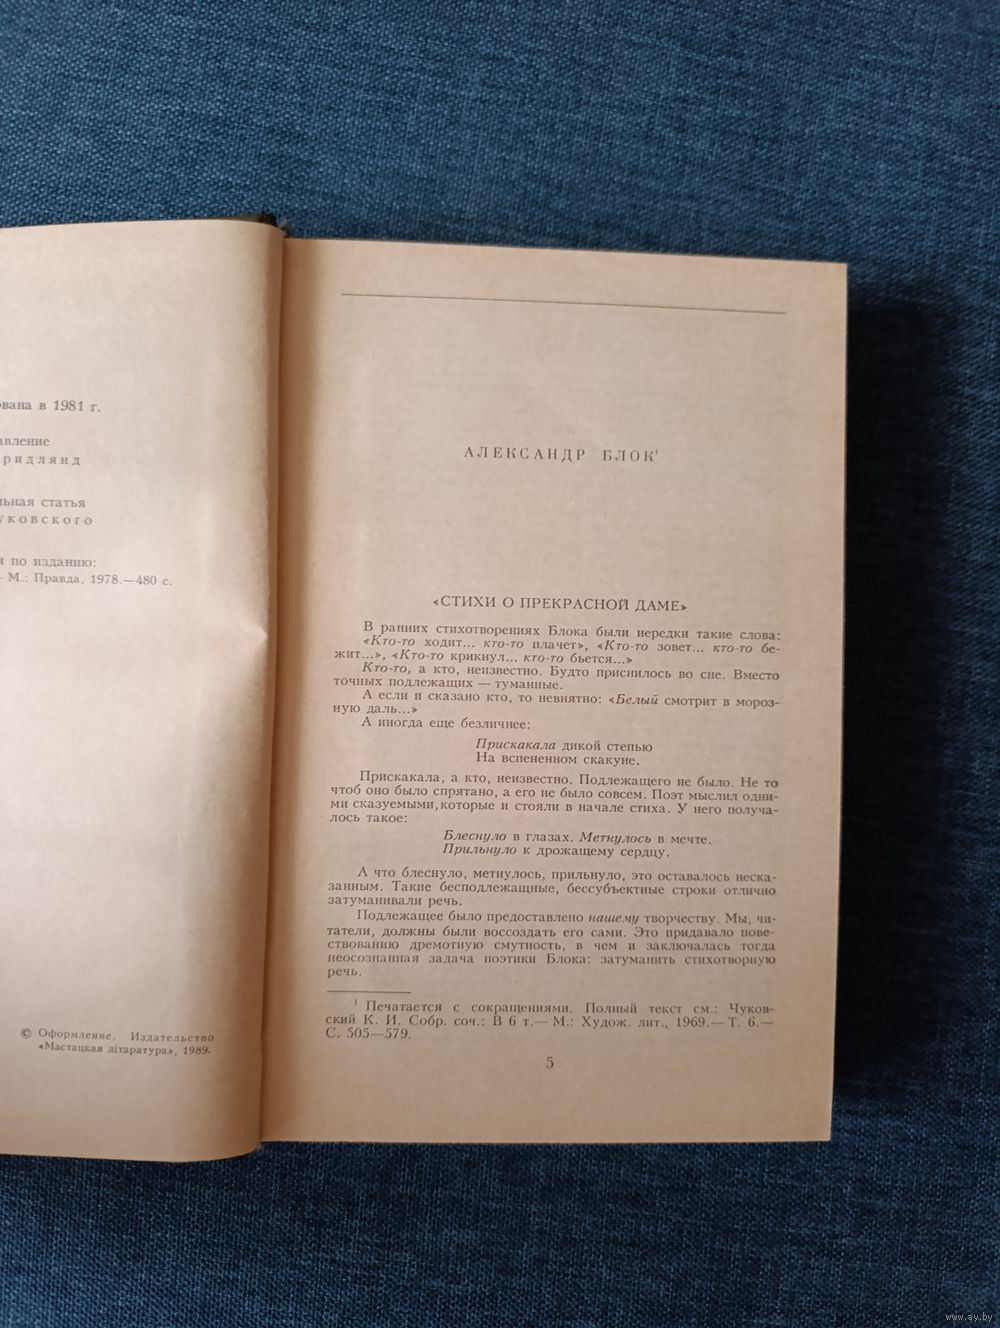 вана в 1981 г.
авление
ридлянд
ьная статья
уковского
я по изданию:
— М.: Правда, 1978.—480 с.
© Оформление. Издательство
«Мастацкая літаратура», 1989.
АЛЕКСАНДР БЛОК¹
«СТИХИ О ПРЕКРАСНОЙ ДАМЕ»
В ранних стихотворениях Блока были нередки такие слова:
«Кто-то ходит... кто-то плачет», «Кто-то зовет... кто-то бе-
жит...», «Кто-то крикнул... кто-то бьется...»
Кто-то, а кто, неизвестно. Будто приснилось во сне. Вместо
точных подлежащих — туманные.
А если и сказано кто, то невнятно: «Белый смотрит в мороз-
ную даль...»
А иногда еще безличнее:
Прискакала дикой степью
На вспененном скакуне.
Прискакала, а кто, неизвестно. Подлежащего не было. Не то
чтоб оно было спрятано, а его не было совсем. Поэт мыслил одни-
ми сказуемыми, которые и стояли в начале стиха. У него получа-
лось такое:
Блеснуло в глазах. Метнулось в мечте.
Прильнуло к дрожащему сердцу.
А что блеснуло, метнулось, прильнуло, это оставалось неска-
занным. Такие бесподлежащные, бессубъектные строки отлично
затуманивали речь.
Подлежащее было предоставлено нашему творчеству. Мы, чи-
татели, должны были воссоздать его сами. Это придавало пове-
ствованию дремотную смутность, в чем и заключалась тогда
неосознанная задача поэтики Блока: затуманить стихотворную
речь.
¹ Печатается с сокращениями. Полный текст см.: Чуков-
ский К. И. Собр. соч.: В 6 т.— М.: Худож. лит., 1969.— Т. 6.—
С. 505—579.
5
www.ay.by